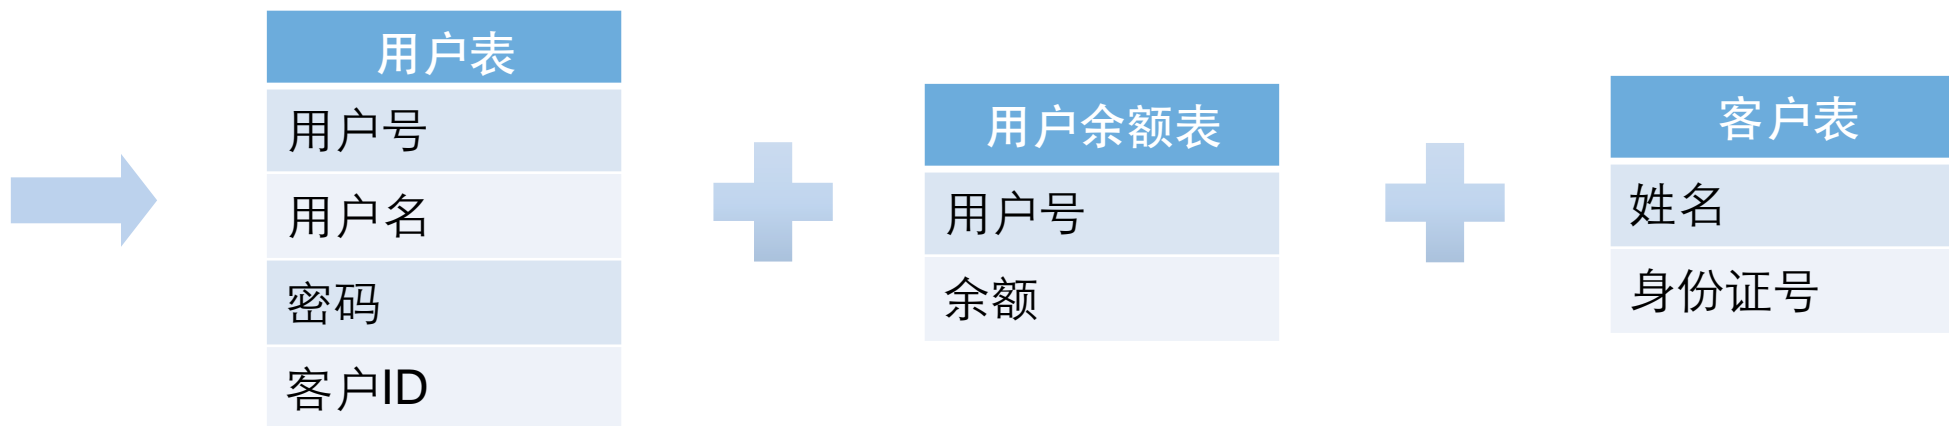 用户表
用户号
用户名
密码
客户ID
用户余额表
用户号
余额
客户表
姓名
身份证号